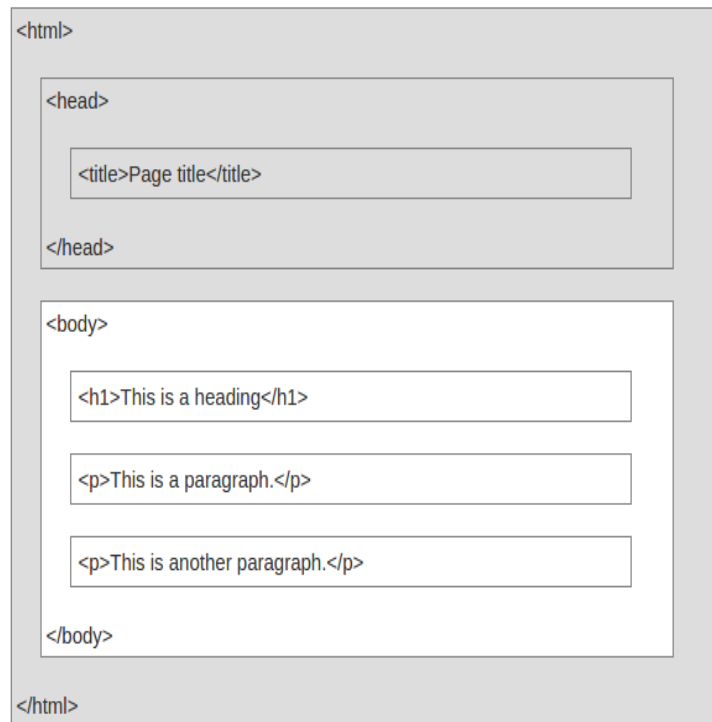 <html>
<head>
<title>Page title</title>
</head>
<body>
<h1>This is a heading</h1>
<p>This is a paragraph.</p>
<p>This is another paragraph.</p>
</body>
</html>